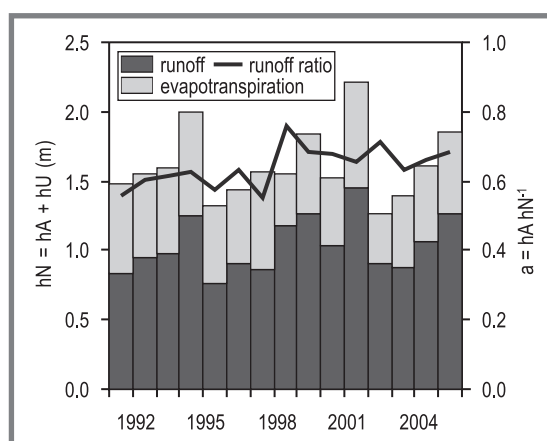 2.5
2.0
1.5
1.0
0.5
0.0
hN = hA + hU (m)
runoff
runoff ratio
evapotranspiration
1.0
0.8
0.6
0.4
0.2
0.0
a = hA hN⁻¹
1992 1995 1998 2001 2004